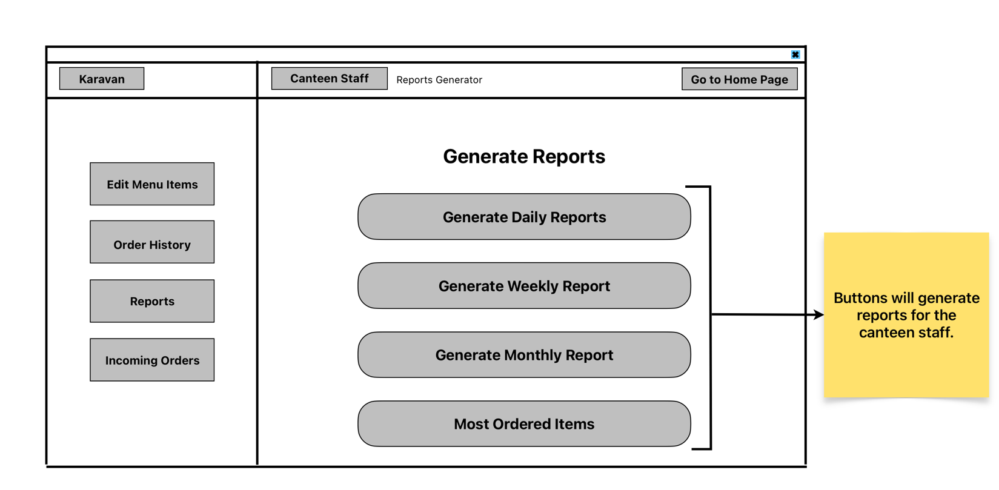 Karavan
Canteen Staff
Reports Generator
Go to Home Page
Edit Menu Items
Order History
Reports
Incoming Orders
Generate Reports
Generate Daily Reports
Generate Weekly Report
Generate Monthly Report
Most Ordered Items
Buttons will generate
reports for the
canteen staff.